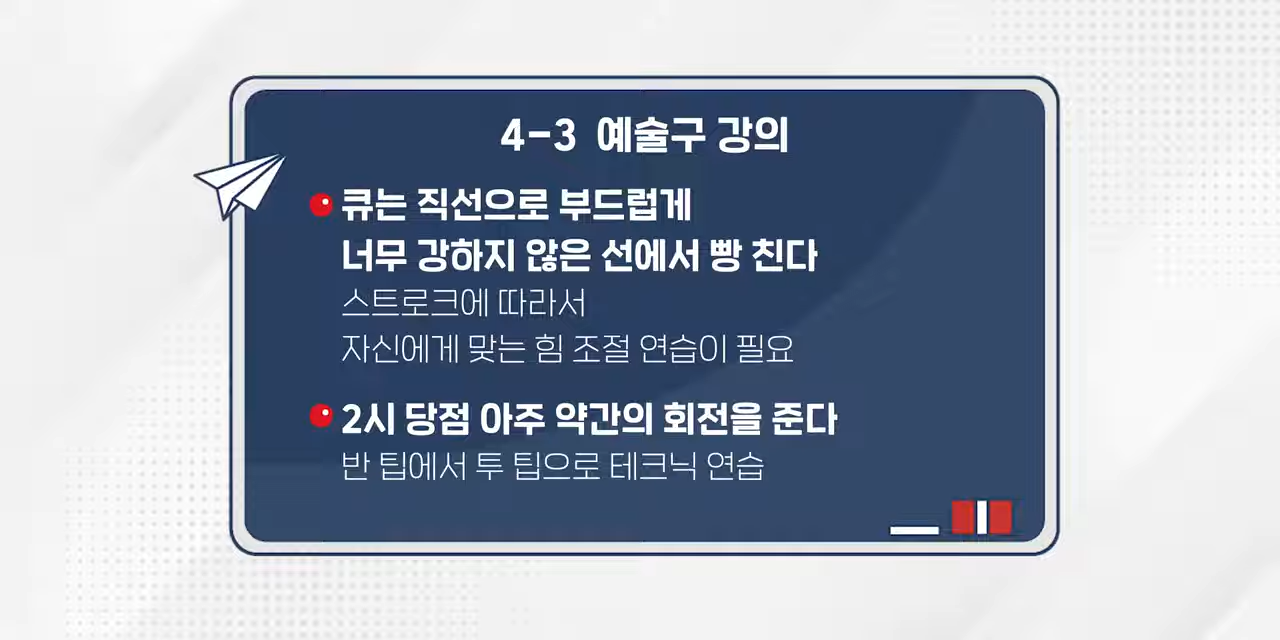 4-3 예술구 강의
큐는 직선으로 부드럽게
너무 강하지 않은 선에서 빵 친다
스트로크에 따라서
자신에게 맞는 힘 조절 연습이 필요
2시 당점 아주 약간의 회전을 준다
반 팁에서 투 팁으로 테크닉 연습